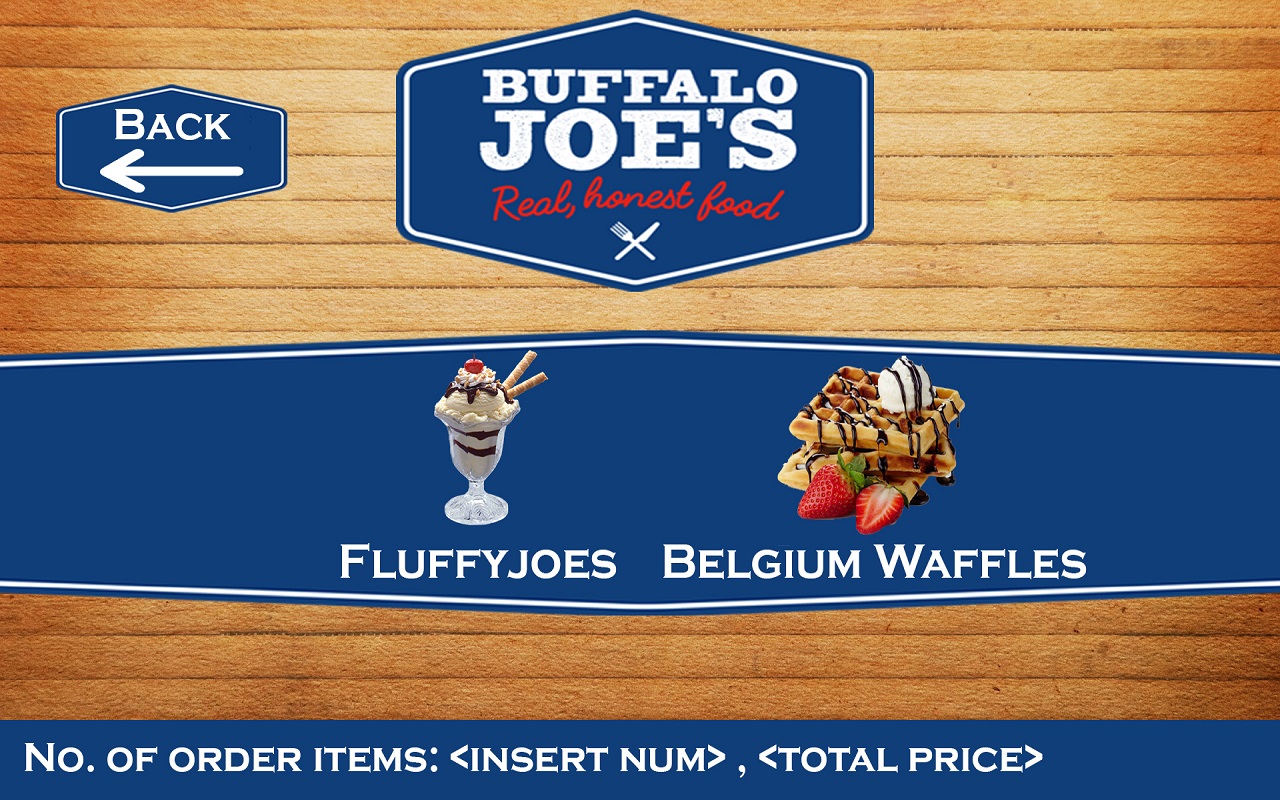 BACK
BUFFALO
JOE'S
Real, honest food
FLUFFYJOES
BELGIUM WAFFLES
NO. OF ORDER ITEMS: <INSERT NUM> , <TOTAL PRICE>